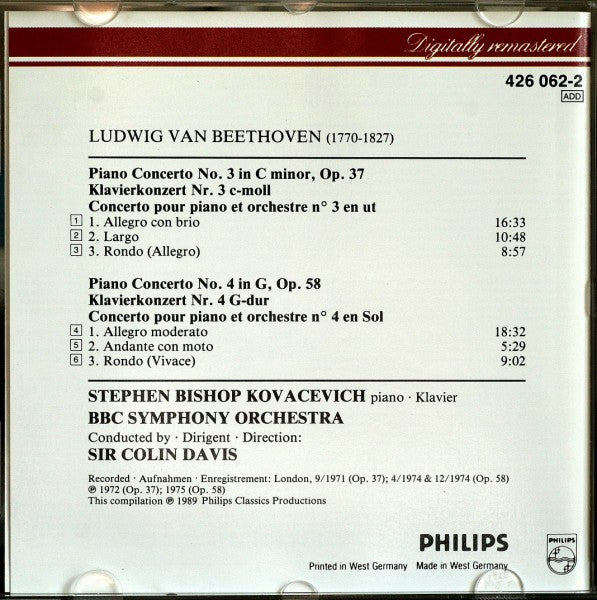 Digitally remastered
426 062-2
ADD
LUDWIG VAN BEETHOVEN (1770-1827)
Piano Concerto No. 3 in C minor, Op. 37
Klavierkonzert Nr. 3 c-moll
Concerto pour piano et orchestre n° 3 en ut
1 1. Allegro con brio 16:33
2 2. Largo 10:48
3 3. Rondo (Allegro) 8:57
Piano Concerto No. 4 in G, Op. 58
Klavierkonzert Nr. 4 G-dur
Concerto pour piano et orchestre n° 4 en Sol
4 1. Allegro moderato 18:32
5 2. Andante con moto 5:29
6 3. Rondo (Vivace) 9:02
STEPHEN BISHOP KOVACEVICH piano · Klavier
BBC SYMPHONY ORCHESTRA
Conducted by · Dirigent · Direction:
SIR COLIN DAVIS
Recorded · Aufnahmen · Enregistrement: London, 9/1971 (Op. 37); 4/1974 & 12/1974 (Op. 58)
℗ 1972 (Op. 37); 1975 (Op. 58)
This compilation ℗ 1989 Philips Classics Productions
PHILIPS
PHILIPS
Printed in West Germany Made in West Germany